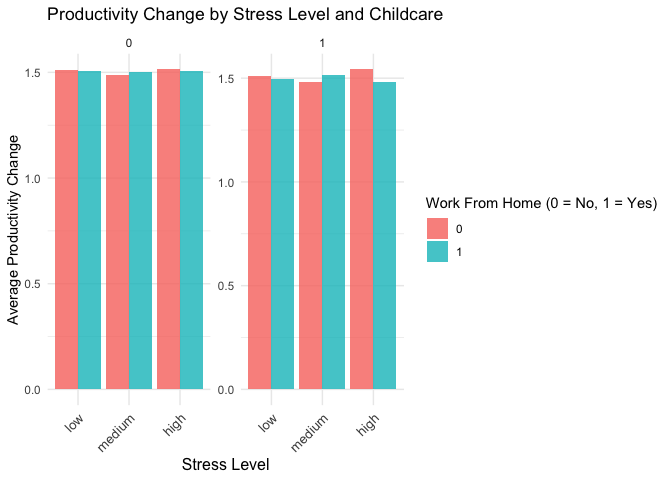 Productivity Change by Stress Level and Childcare
0
1
Average Productivity Change
1.5
1.0
0.5
0.0
1.5
1.0
0.5
0.0
low
medium
high
low
medium
high
Stress Level
Work From Home (0 = No, 1 = Yes)
0
1